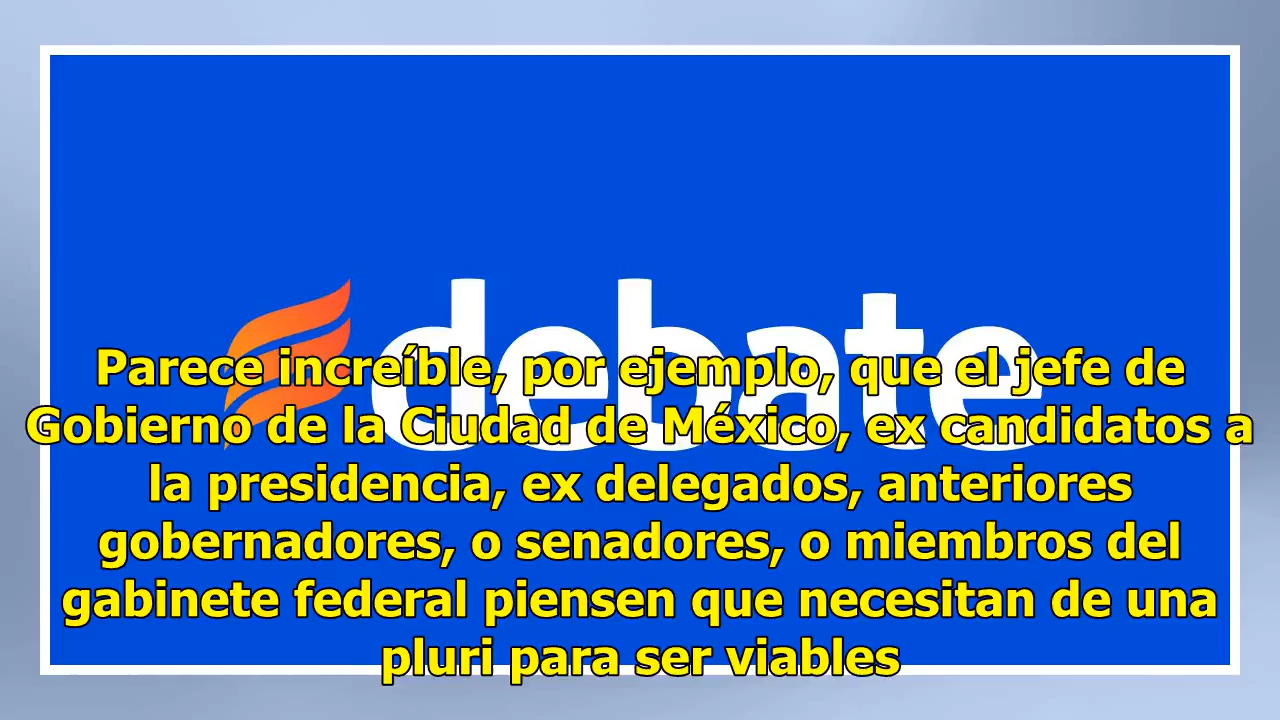 debate
Parece increíble, por ejemplo, que el jefe de
Gobierno de la Ciudad de México, ex candidatos a
la presidencia, ex delegados, anteriores
gobernadores, o senadores, o miembros del
gabinete federal piensen que necesitan de una
pluri para ser viables